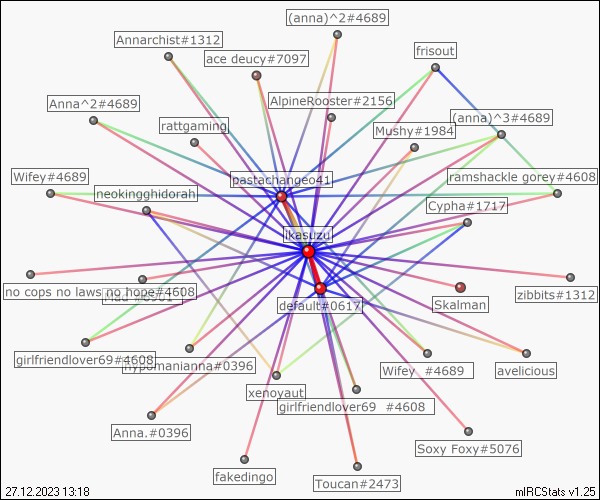 (anna)^2#4689
Annarchist#1312
frisout
ace deucy#7097
AlpineRooster#2156
Anna^2#4689
(anna)^3#4689
rattgaming
Mushy#1984
Wifey#4689
pastachangeo41
ramshackle gorey#4608
neokingghidorah
Cypha#1717
ikasuzu
no cops no laws no hope#4608
default#0617
Skalman
zibbits#1312
girlfriendlover69#4608
hypomanianna#0396
Wifey_#4689
avelicious
xenoyaut
girlfriendlover69_#4608
Anna.#0396
Soxy Foxy#5076
fakedingo
Toucan#2473
27.12.2023 13:18
mIRCStats v1.25